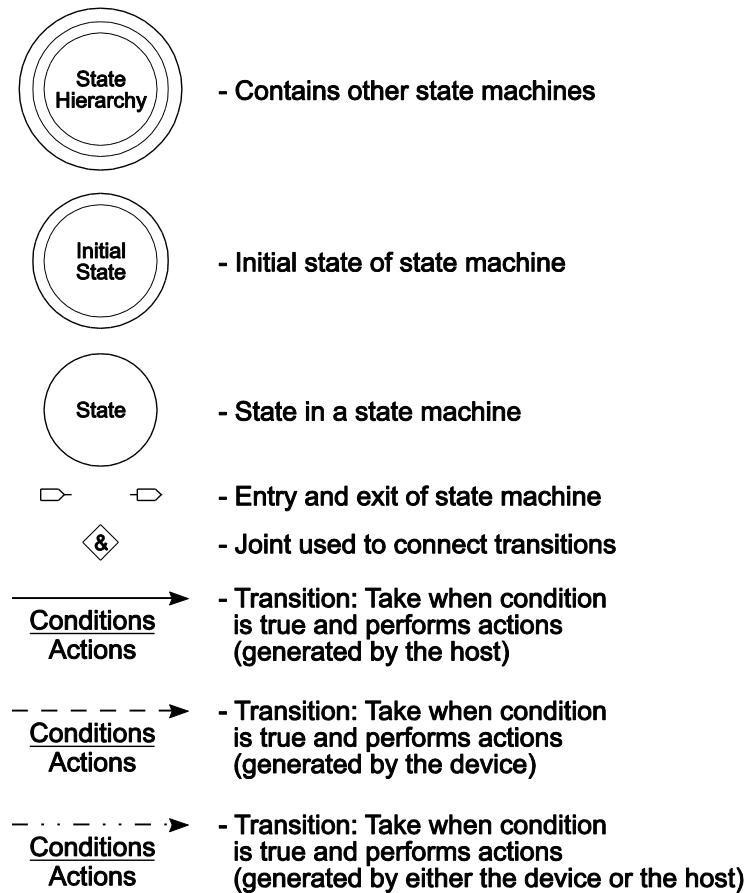 State
Hierarchy
- Contains other state machines
Initial
State
- Initial state of state machine
State
- State in a state machine
- Entry and exit of state machine
&
- Joint used to connect transitions
Conditions
Actions
- Transition: Take when condition
is true and performs actions
(generated by the host)
Conditions
Actions
- Transition: Take when condition
is true and performs actions
(generated by the device)
Conditions
Actions
- Transition: Take when condition
is true and performs actions
(generated by either the device or the host)